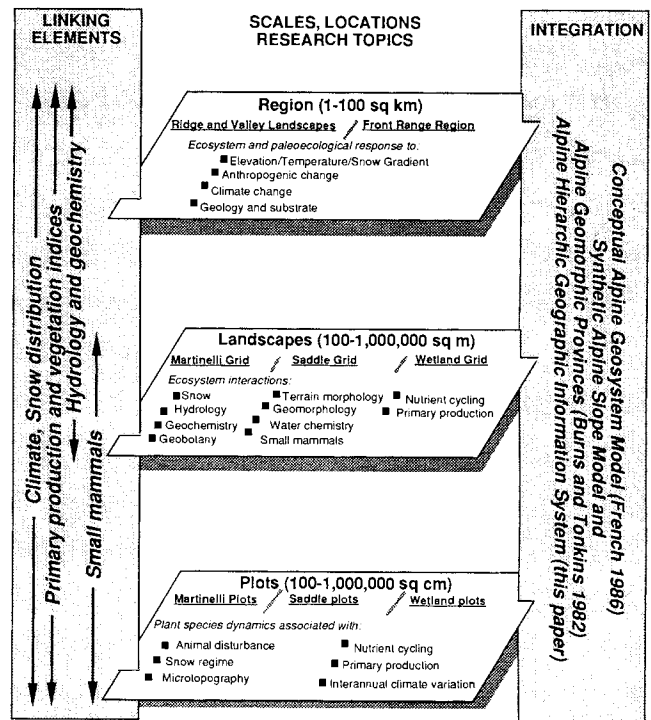 LINKING
ELEMENTS
SCALES, LOCATIONS
RESEARCH TOPICS
INTEGRATION
Climate, Snow distribution
Primary production and vegetation indices
Hydrology and geochemistry
Small mammals
Region (1-100 sq km)
Ridge and Valley Landscapes / Front Range Region
Ecosystem and paleoecological response to:
■ Elevation/Temperature/Snow Gradient
■ Anthropogenic change
■ Climate change
■ Geology and substrate
Landscapes (100-1,000,000 sq m)
Martinelli Grid / Saddle Grid / Wetland Grid
Ecosystem interactions:
■ Snow
■ Hydrology
■ Geochemistry
■ Geobotany
■ Terrain morphology
■ Geomorphology
■ Water chemistry
■ Small mammals
■ Nutrient cycling
■ Primary production
Plots (100-1,000,000 sq cm)
Martinelli Plots / Saddle plots / Wetland plots
Plant species dynamics associated with:
■ Animal disturbance
■ Snow regime
■ Microtopography
■ Nutrient cycling
■ Primary production
■ Interannual climate variation
Conceptual Alpine Geosystem Model (French 1986)
Synthetic Alpine Slope Model and
Alpine Geomorphic Provinces (Burns and Tonkins 1982)
Alpine Hierarchic Geographic Information System (this paper)